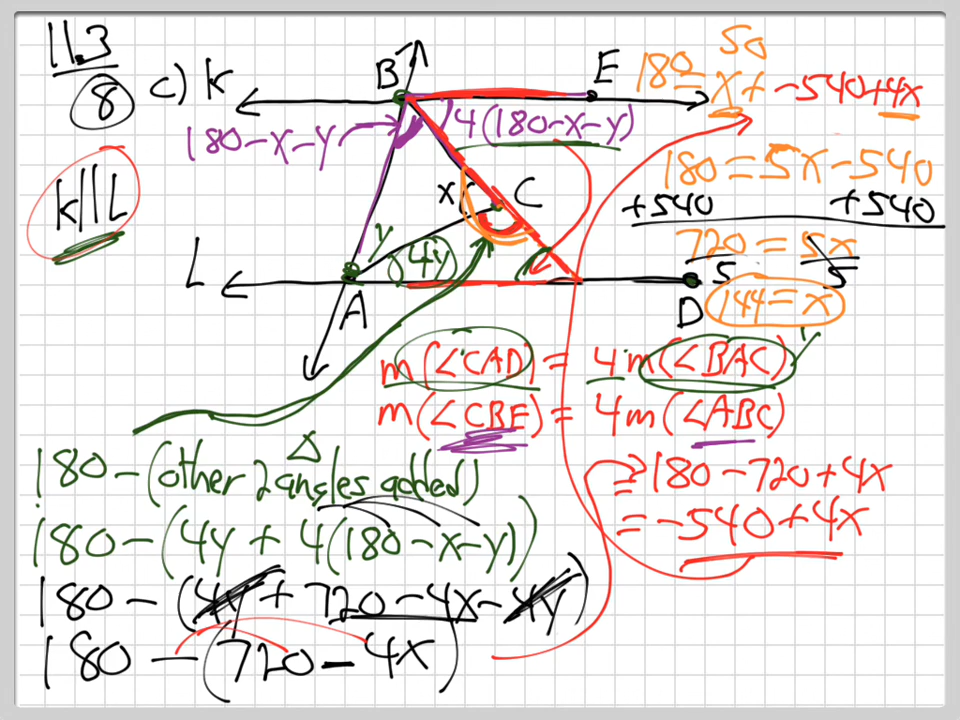 11.3
8 c) k
B
E
180 - x - y
4(180-x-y)
k||L
x
C
y
4y
L
A
D
50
180 = x + -540+4x
180 = 5x - 540
+540 +540
720 = 5x
5 5
144 = x
m(∠CAD) = 4m(∠BAC) y
m(∠CBE) = 4m(∠ABC)
180 - (other 2 angles added)
Δ
180 - (4y + 4(180 - x - y))
180 - (4y + 720 - 4x - 4y)
180 - (720 - 4x)
= 180 - 720 + 4x
= -540 + 4x